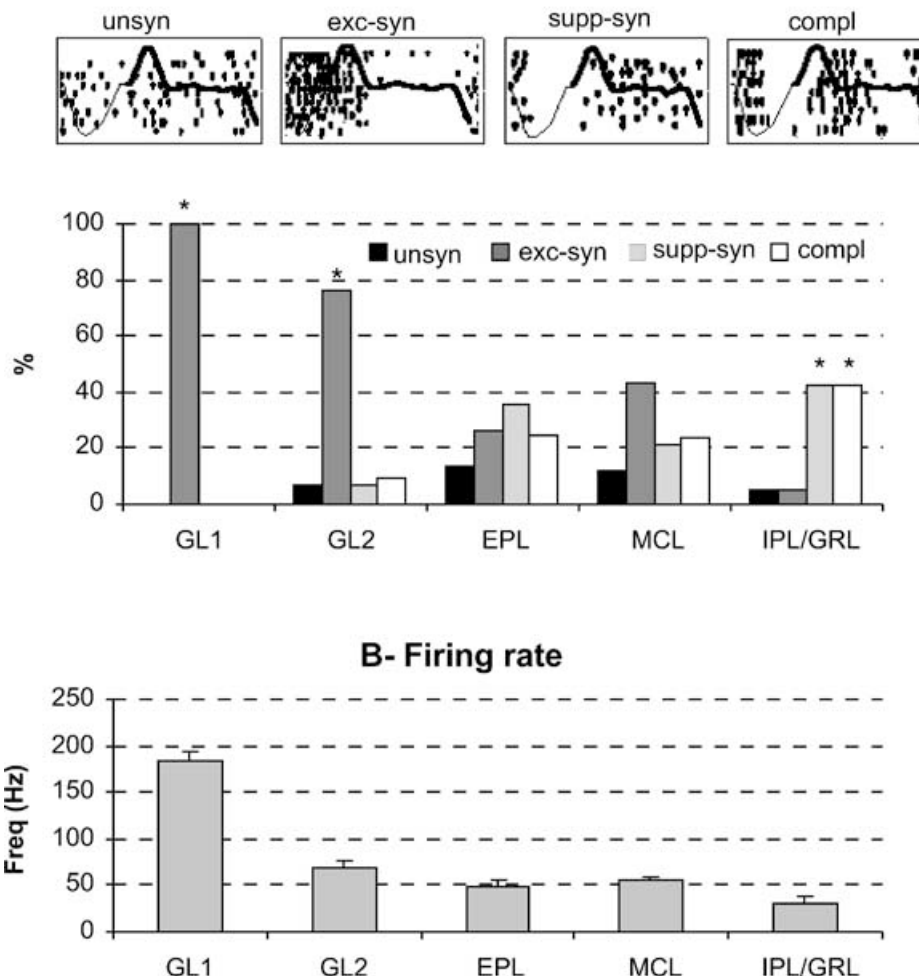 unsyn exc-syn supp-syn compl
* 
100
80
60
40
20
0
%
unsyn exc-syn supp-syn compl
*
* *
GL1 GL2 EPL MCL IPL/GRL
B- Firing rate
250
200
150
100
50
0
Freq (Hz)
GL1 GL2 EPL MCL IPL/GRL